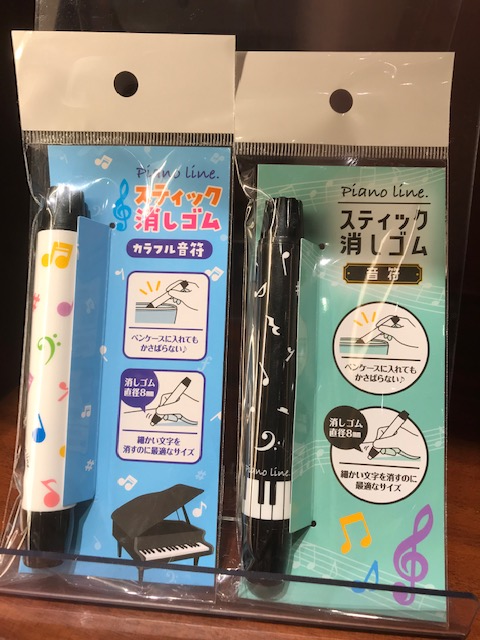 Piano line.
スティック
消しゴム
カラフル音符
ペンケースに入れても
かさばらない♪
消しゴム
直径8mm
細かい文字を
消すのに最適なサイズ
Piano line.
スティック
消しゴム
音符
ペンケースに入れても
かさばらない♪
消しゴム
直径8mm
細かい文字を消すのに
最適なサイズ
Piano line.